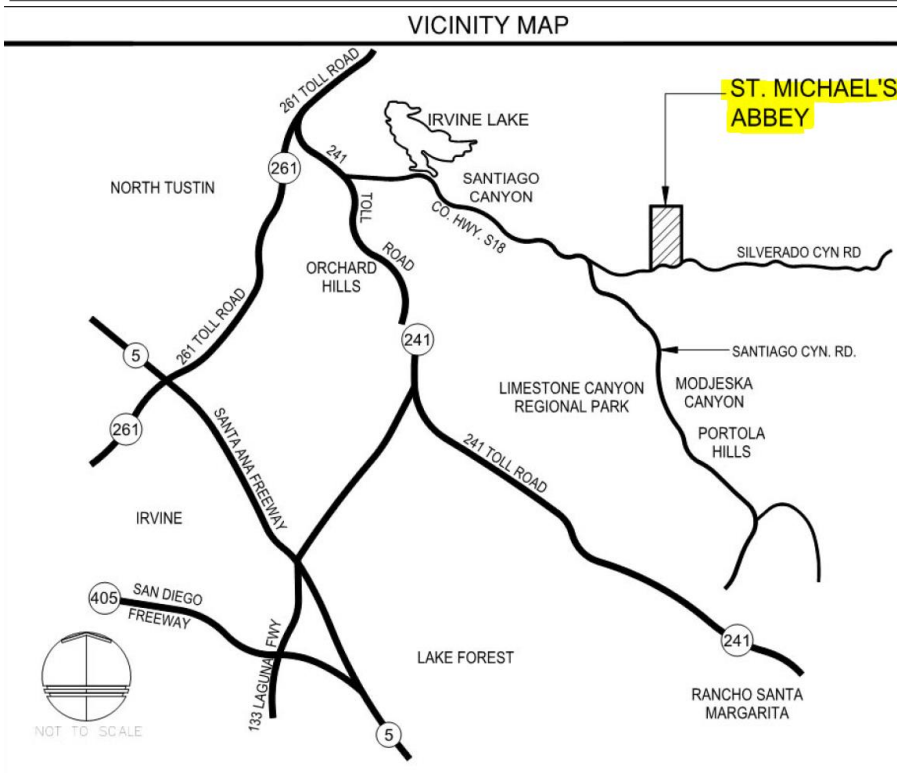 VICINITY MAP
261 TOLL ROAD
ST. MICHAEL'S
ABBEY
IRVINE LAKE
241
261
NORTH TUSTIN
SANTIAGO
CANYON
TOLL
CO. HWY. S18
ROAD
SILVERADO CYN RD
ORCHARD
HILLS
261 TOLL ROAD
5
241
SANTIAGO CYN. RD.
LIMESTONE CANYON
REGIONAL PARK
MODJESKA
CANYON
261
SANTA ANA FREEWAY
PORTOLA
HILLS
241 TOLL ROAD
IRVINE
405
SAN DIEGO
FREEWAY
133 LAGUNA FWY
LAKE FOREST
241
RANCHO SANTA
MARGARITA
NOT TO SCALE
5